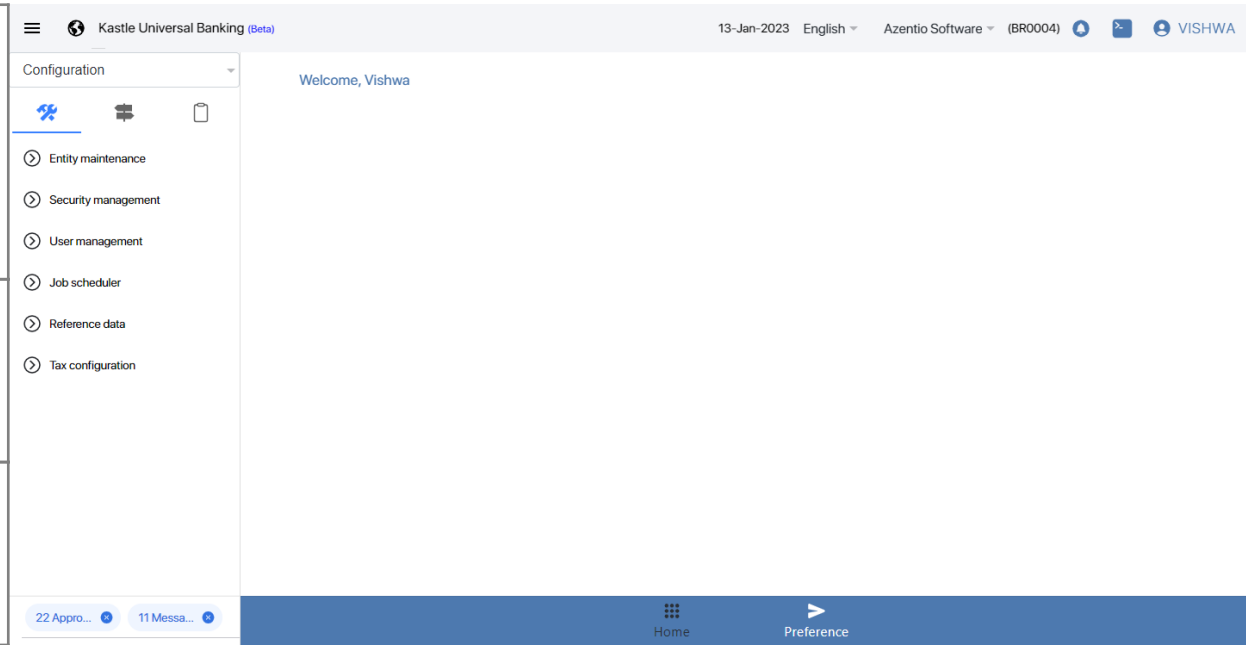 Kastle Universal Banking (Beta)
13-Jan-2023 English Azentio Software (BR0004) VISHWA
Configuration
Welcome, Vishwa
Entity maintenance
Security management
User management
Job scheduler
Reference data
Tax configuration
22 Appro... 11 Messa...
Home Preference